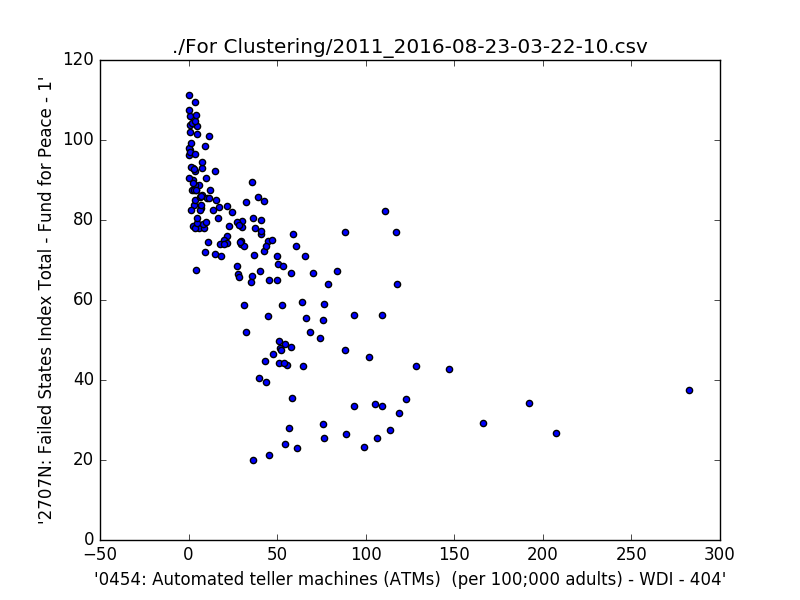 ./For Clustering/2011_2016-08-23-03-22-10.csv
120
100
80
60
40
20
0
'2707N: Failed States Index Total - Fund for Peace - 1'
−50 0 50 100 150 200 250 300
'0454: Automated teller machines (ATMs)  (per 100;000 adults) - WDI - 404'